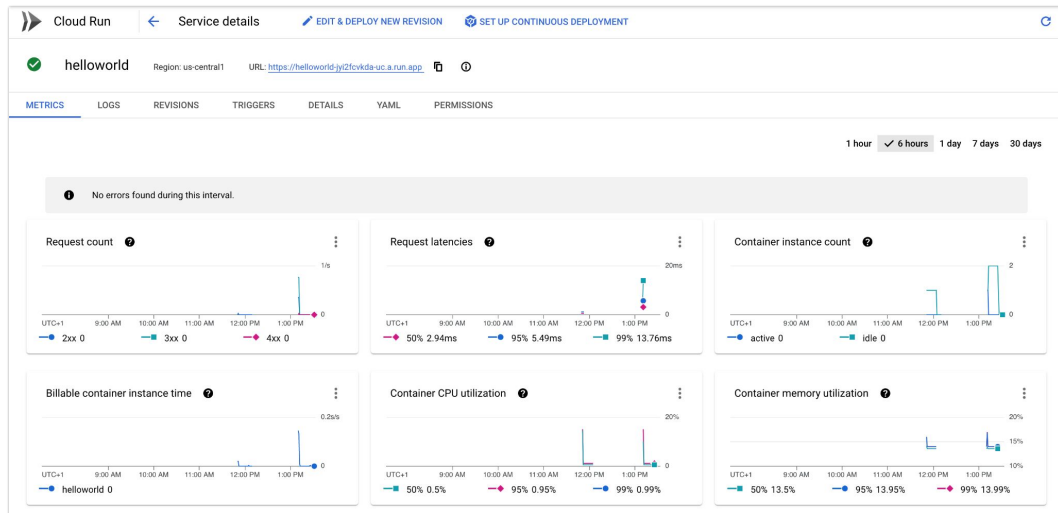 Cloud Run
Service details
EDIT & DEPLOY NEW REVISION
SET UP CONTINUOUS DEPLOYMENT
helloworld
Region: us-central1
URL: https://helloworld-jyi2fcvkda-uc.a.run.app
METRICS
LOGS
REVISIONS
TRIGGERS
DETAILS
YAML
PERMISSIONS
1 hour
6 hours
1 day
7 days
30 days
No errors found during this interval.
Request count
1/s
0
UTC+1 9:00 AM 10:00 AM 11:00 AM 12:00 PM 1:00 PM
2xx 0 3xx 0 4xx 0
Request latencies
20ms
0
UTC+1 9:00 AM 10:00 AM 11:00 AM 12:00 PM 1:00 PM
50% 2.94ms 95% 5.49ms 99% 13.76ms
Container instance count
2
0
UTC+1 9:00 AM 10:00 AM 11:00 AM 12:00 PM 1:00 PM
active 0 idle 0
Billable container instance time
0.2s/s
0
UTC+1 9:00 AM 10:00 AM 11:00 AM 12:00 PM 1:00 PM
helloworld 0
Container CPU utilization
20%
0
UTC+1 9:00 AM 10:00 AM 11:00 AM 12:00 PM 1:00 PM
50% 0.5% 95% 0.95% 99% 0.99%
Container memory utilization
20%
15%
10%
UTC+1 9:00 AM 10:00 AM 11:00 AM 12:00 PM 1:00 PM
50% 13.5% 95% 13.95% 99% 13.99%